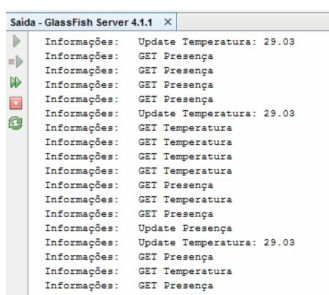 Saída - GlassFish Server 4.1.1 ×
Informações: Update Temperatura: 29.03
Informações: GET Presença
Informações: GET Presença
Informações: GET Presença
Informações: GET Presença
Informações: Update Temperatura: 29.03
Informações: GET Temperatura
Informações: GET Temperatura
Informações: GET Temperatura
Informações: GET Temperatura
Informações: GET Presença
Informações: GET Temperatura
Informações: GET Presença
Informações: Update Presença
Informações: Update Temperatura: 29.03
Informações: GET Presença
Informações: GET Temperatura
Informações: GET Presença